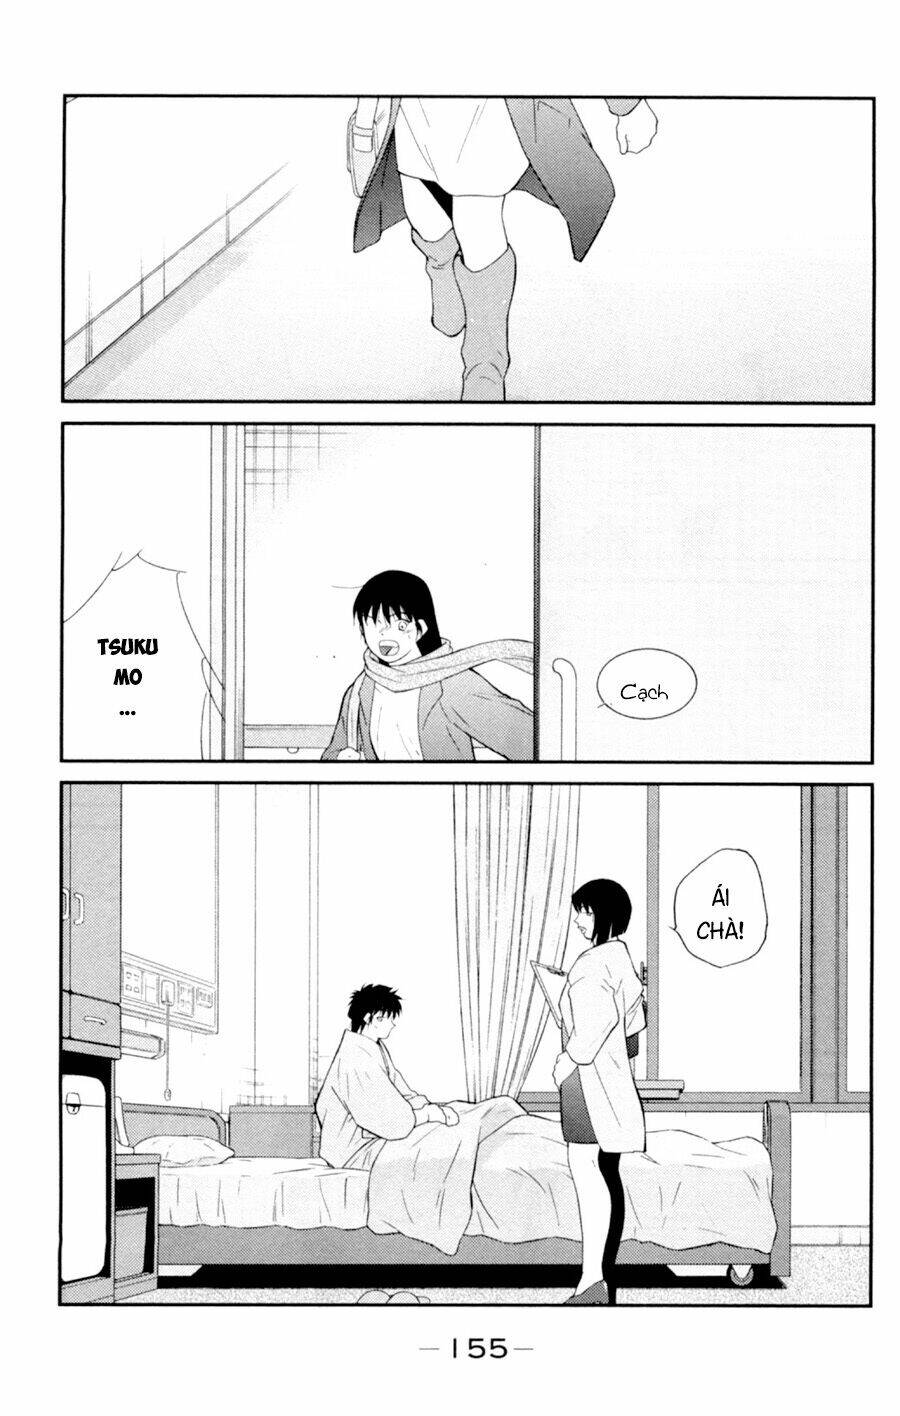 Cạch
TSUKU
MO
...
ÁI
CHÀ!
— 155 —